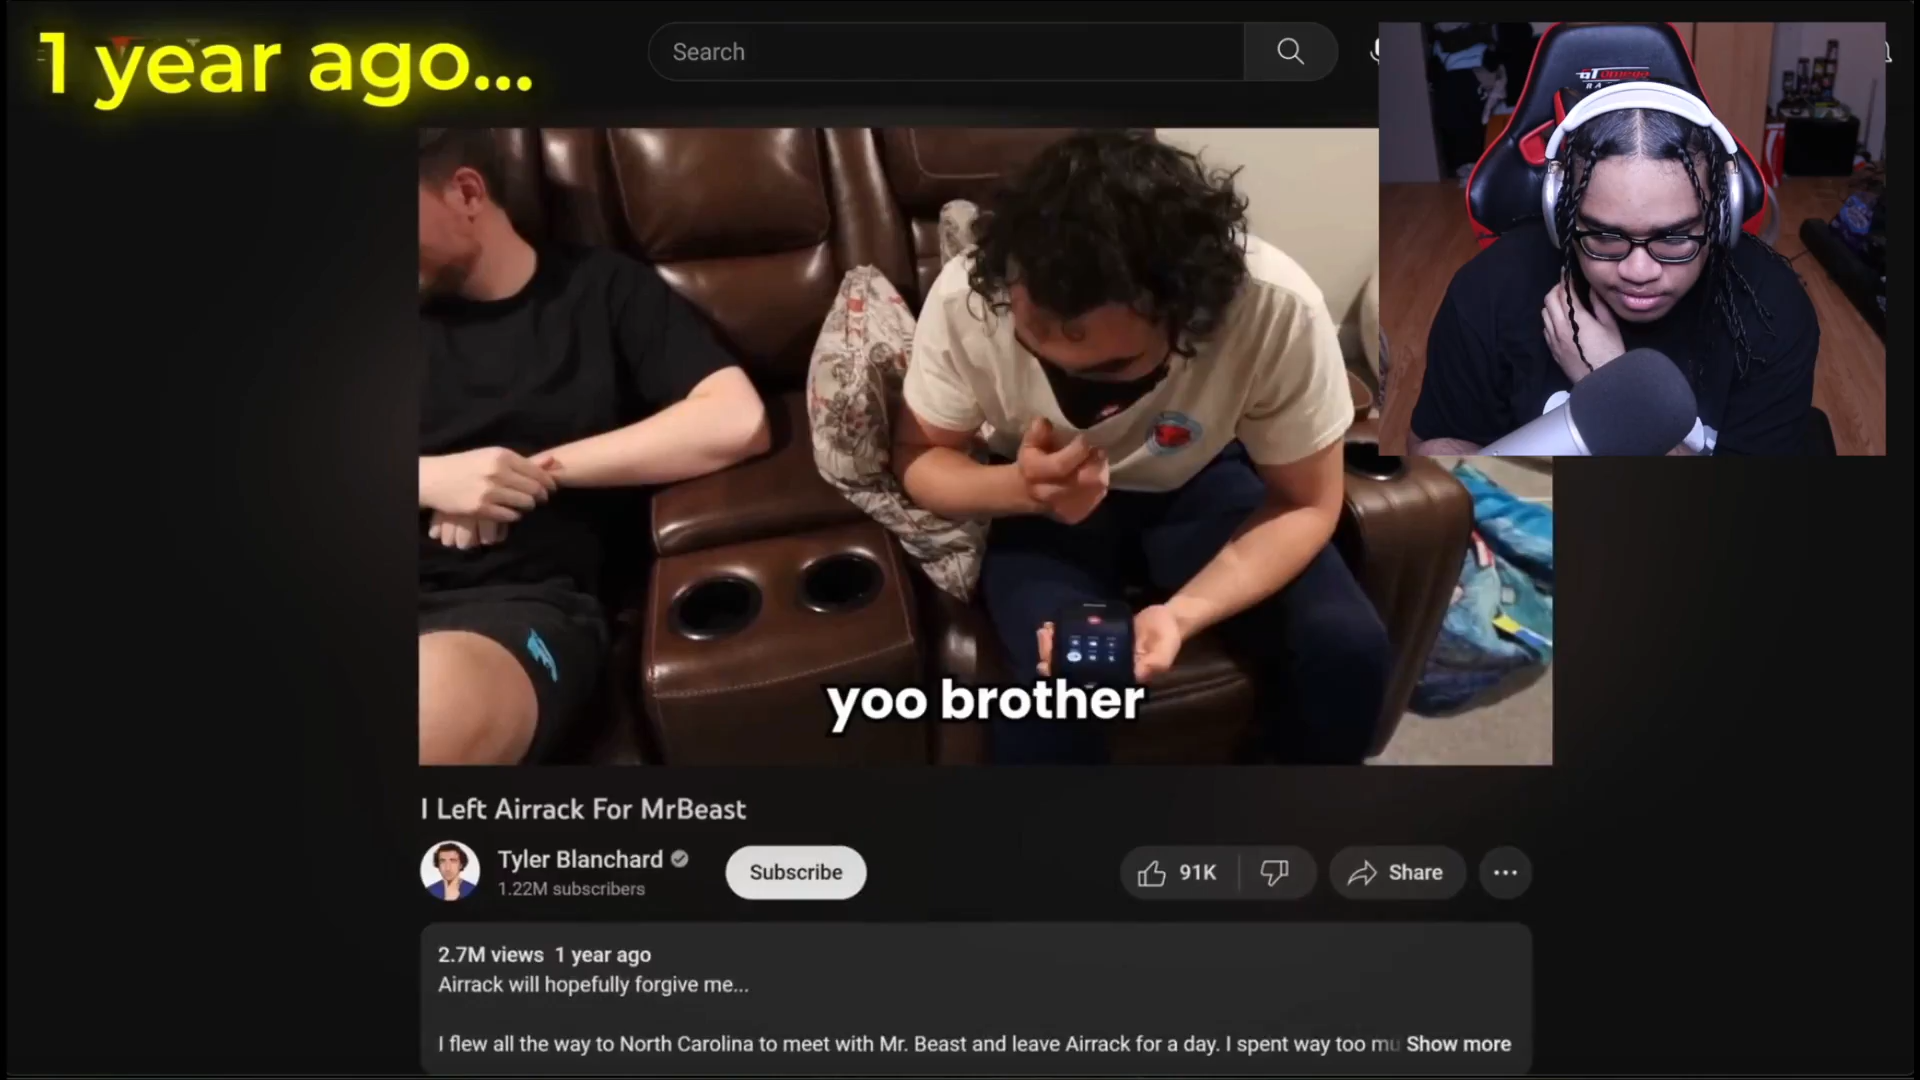 1 year ago...
Search
GT omega
yoo brother
I Left Airrack For MrBeast
Tyler Blanchard
1.22M subscribers
Subscribe
91K
Share
2.7M views 1 year ago
Airrack will hopefully forgive me...
I flew all the way to North Carolina to meet with Mr. Beast and leave Airrack for a day. I spent way too mu Show more